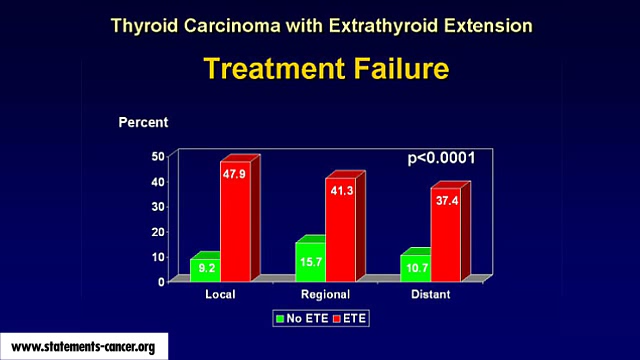 Thyroid Carcinoma with Extrathyroid Extension
Treatment Failure
Percent
p<0.0001
50
40
30
20
10
0
47.9
41.3
37.4
9.2
15.7
10.7
Local Regional Distant
No ETE ETE
www.statements-cancer.org